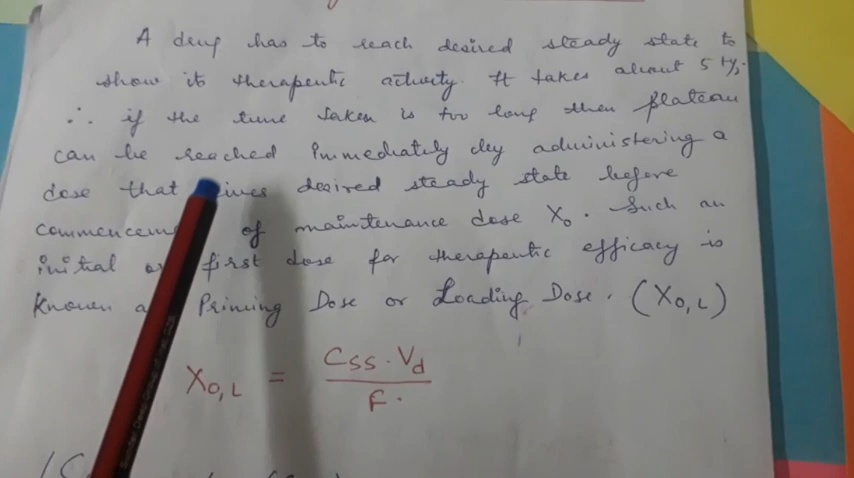 A drug has to reach desired steady state to
show its therapeutic activity. It takes about 5 t½.
∴ if the time taken is too long then plateau
can be reached immediately by administering a
dose that gives desired steady state before
of maintenance dose X₀. Such an
initial or first dose for therapeutic efficacy is
known Priming Dose or Loading Dose. (X₀,L)
X₀,L = Css · Vd / F ·